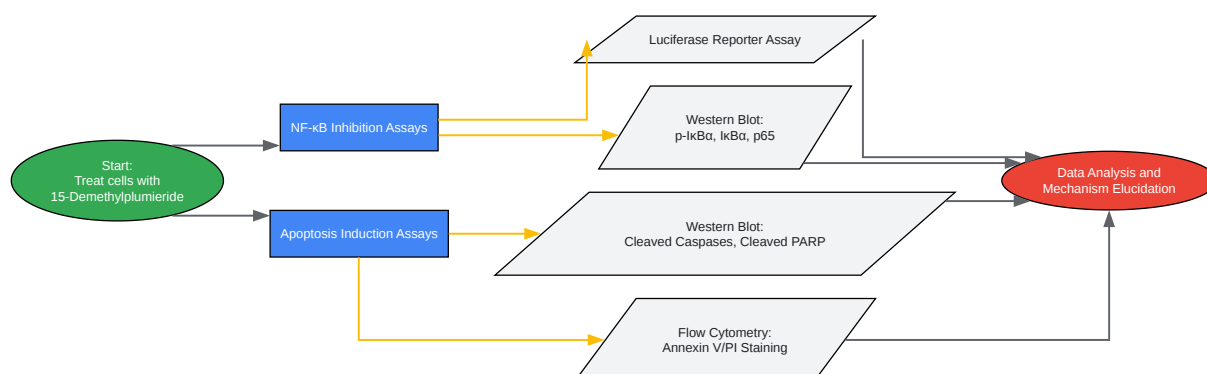 Start:
Treat cells with
15-Demethylplumieride
NF-κB Inhibition Assays
Apoptosis Induction Assays
Luciferase Reporter Assay
Western Blot:
p-IκBα, IκBα, p65
Western Blot:
Cleaved Caspases, Cleaved PARP
Flow Cytometry:
Annexin V/PI Staining
Data Analysis and
Mechanism Elucidation